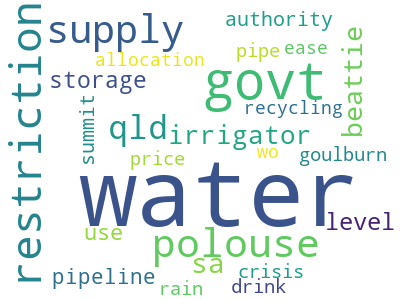 restriction
supply
authority
allocation
pipe
ease
storage
govt
beattie
recycling
summit
qld
irrigator
price
wo
goulburn
water
use
level
polouse
sa
pipeline
crisis
rain
drink